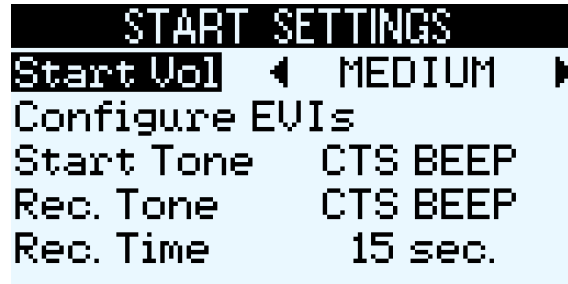 START SETTINGS
Start Vol ◀ MEDIUM ▶
Configure EVIs
Start Tone CTS BEEP
Rec. Tone CTS BEEP
Rec. Time 15 sec.